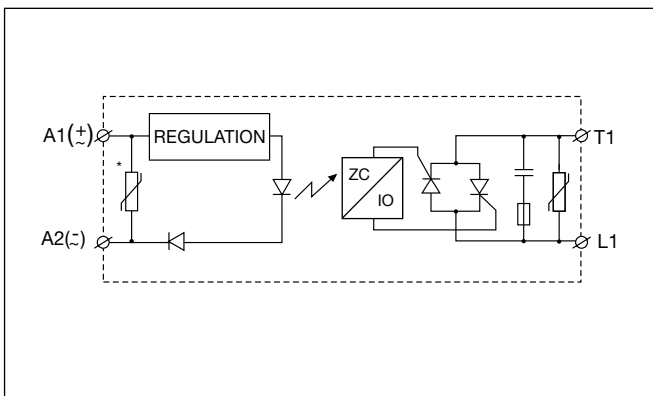 A1(+~)
REGULATION
T1
*
ZC
IO
A2(-~)
L1